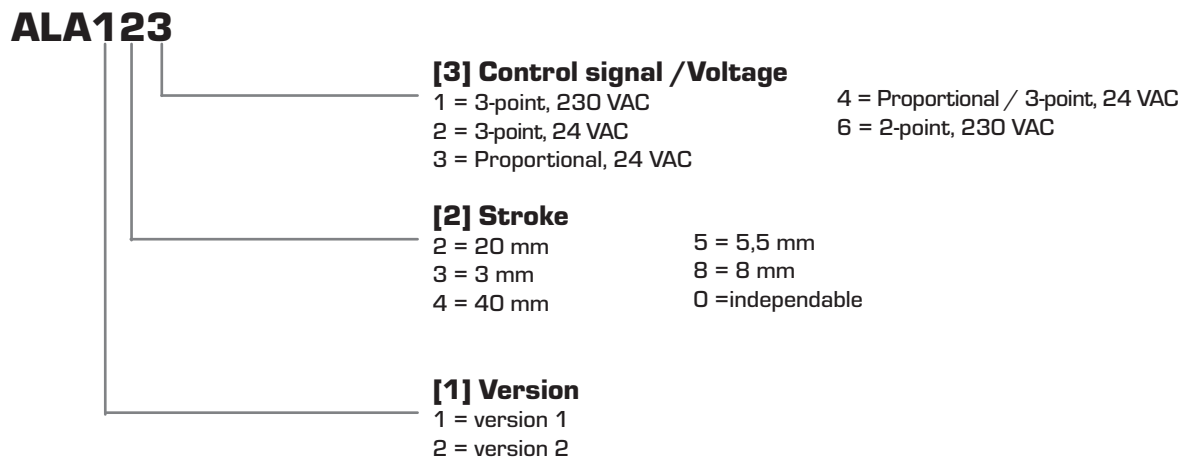 ALA123
[3] Control signal /Voltage
1 = 3-point, 230 VAC
2 = 3-point, 24 VAC
3 = Proportional, 24 VAC
4 = Proportional / 3-point, 24 VAC
6 = 2-point, 230 VAC
[2] Stroke
2 = 20 mm
3 = 3 mm
4 = 40 mm
5 = 5,5 mm
8 = 8 mm
0 =independable
[1] Version
1 = version 1
2 = version 2